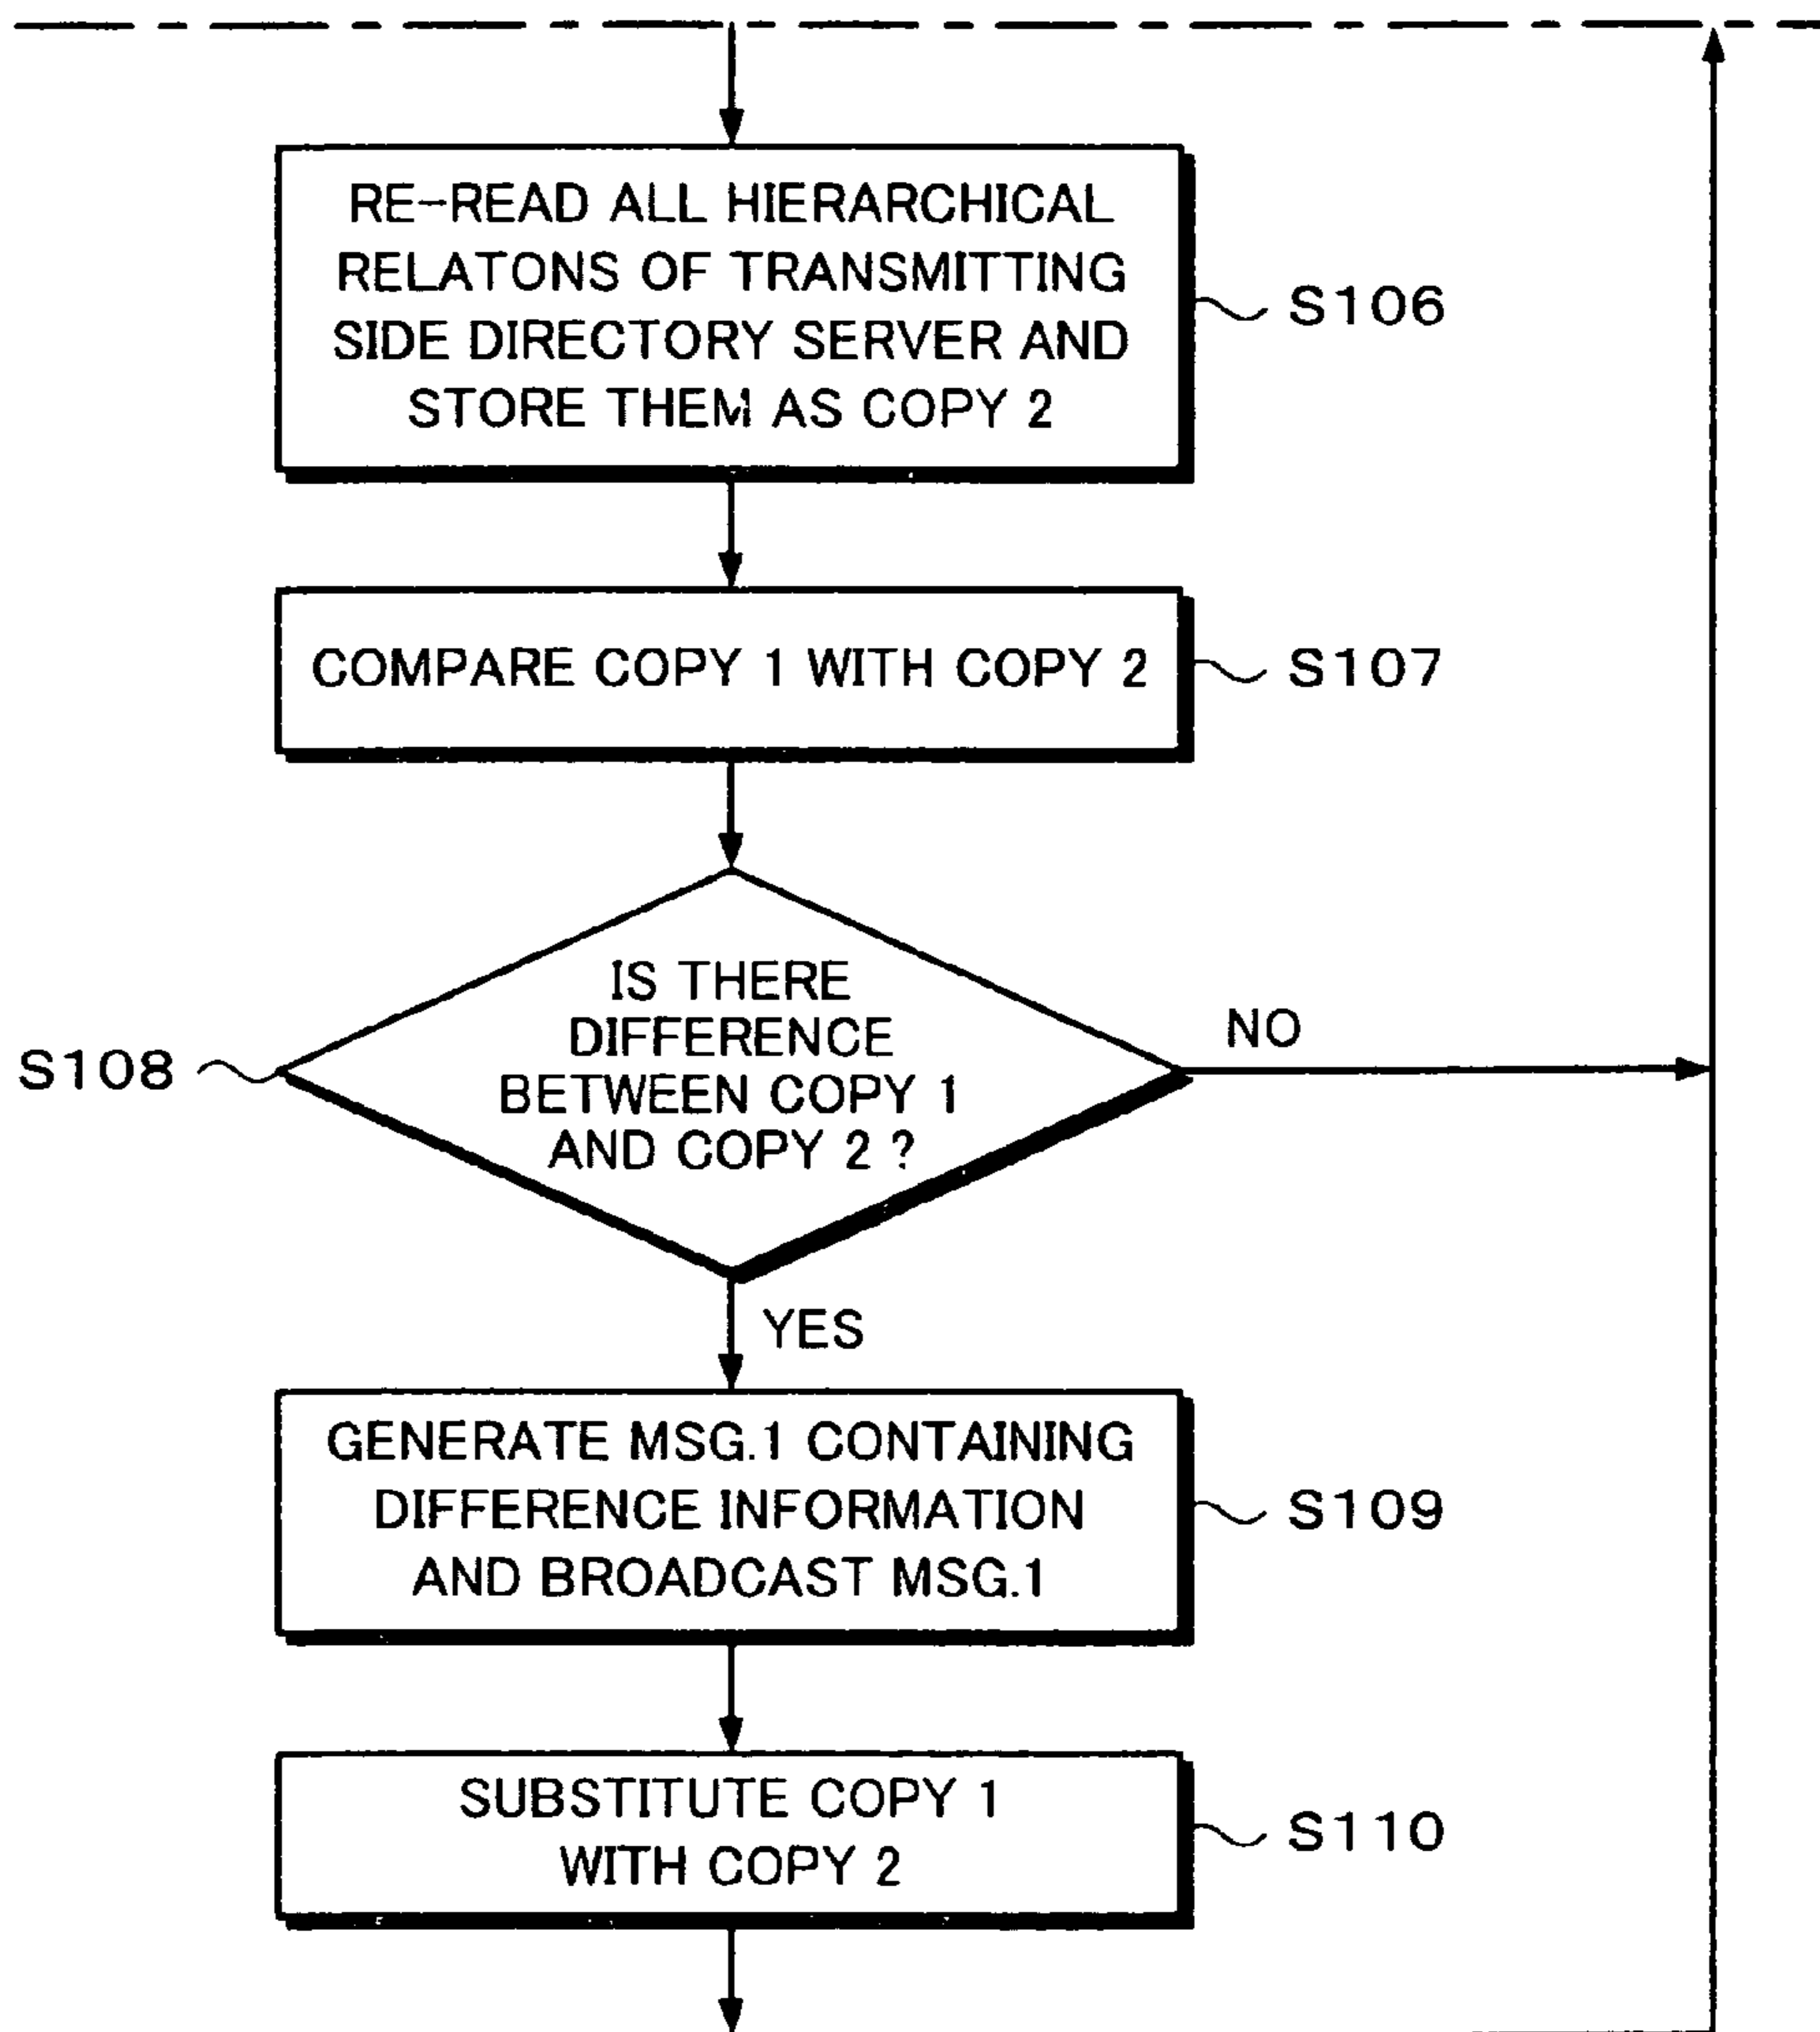 RE-READ ALL HIERARCHICAL
RELATONS OF TRANSMITTING
SIDE DIRECTORY SERVER AND
STORE THEM AS COPY 2
S106
COMPARE COPY 1 WITH COPY 2
S107
IS THERE
DIFFERENCE
BETWEEN COPY 1
AND COPY 2 ?
S108
NO
YES
GENERATE MSG.1 CONTAINING
DIFFERENCE INFORMATION
AND BROADCAST MSG.1
S109
SUBSTITUTE COPY 1
WITH COPY 2
S110